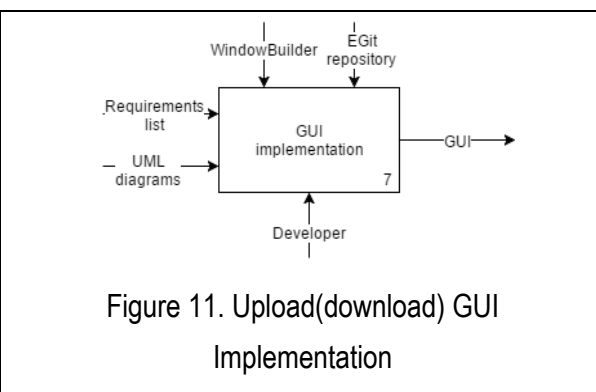 WindowBuilder
EGit
repository
Requirements
list
UML
diagrams
GUI
implementation
7
GUI
Developer
Figure 11. Upload(download) GUI
Implementation